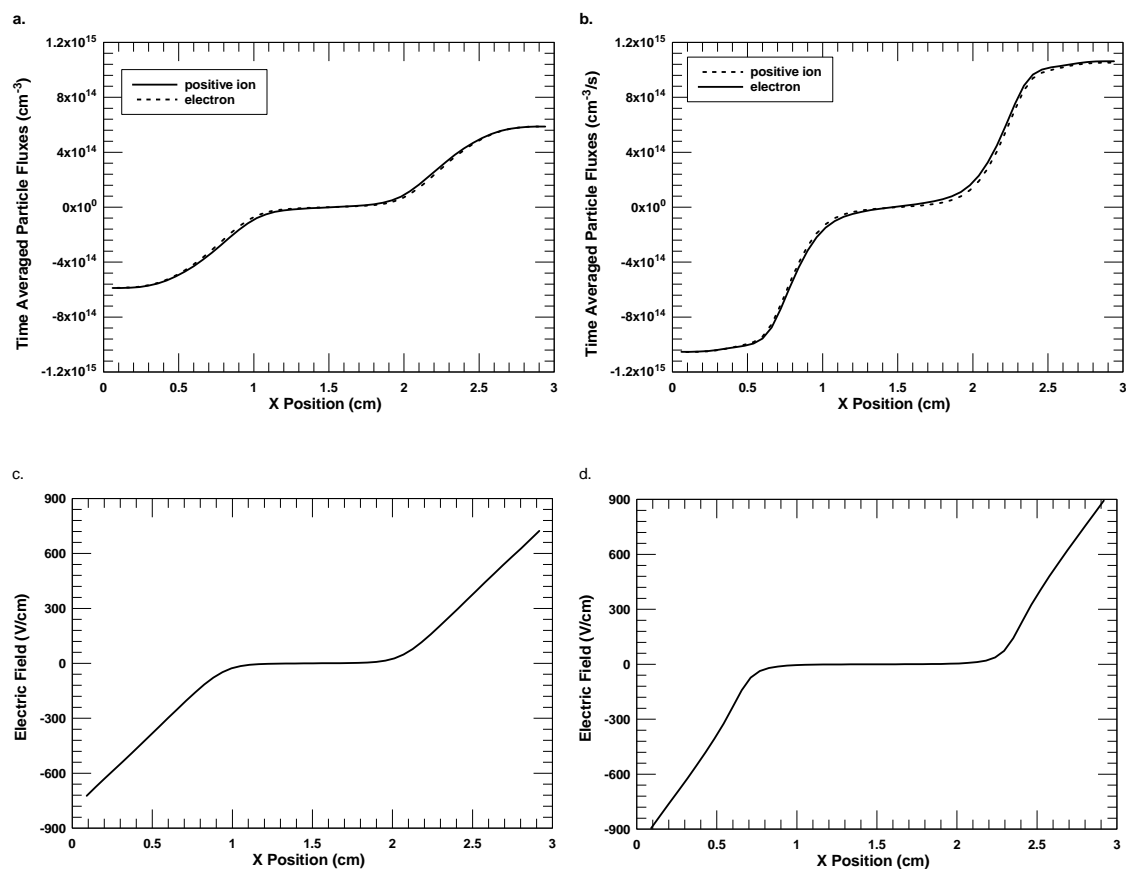 a.
1.2x10^15
8x10^14
4x10^14
0x10^0
-4x10^14
-8x10^14
-1.2x10^15
Time Averaged Particle Fluxes (cm^-3)
positive ion
electron
0 0.5 1 1.5 2 2.5 3
X Position (cm)
b.
1.2x10^15
8x10^14
4x10^14
0x10^0
-4x10^14
-8x10^14
-1.2x10^15
Time Averaged Particle Fluxes (cm^-3/s)
positive ion
electron
0 0.5 1 1.5 2 2.5 3
X Position (cm)
c.
900
600
300
0
-300
-600
-900
Electric Field (V/cm)
0 0.5 1 1.5 2 2.5 3
X Position (cm)
d.
900
600
300
0
-300
-600
-900
Electric Field (V/cm)
0 0.5 1 1.5 2 2.5 3
X Position (cm)